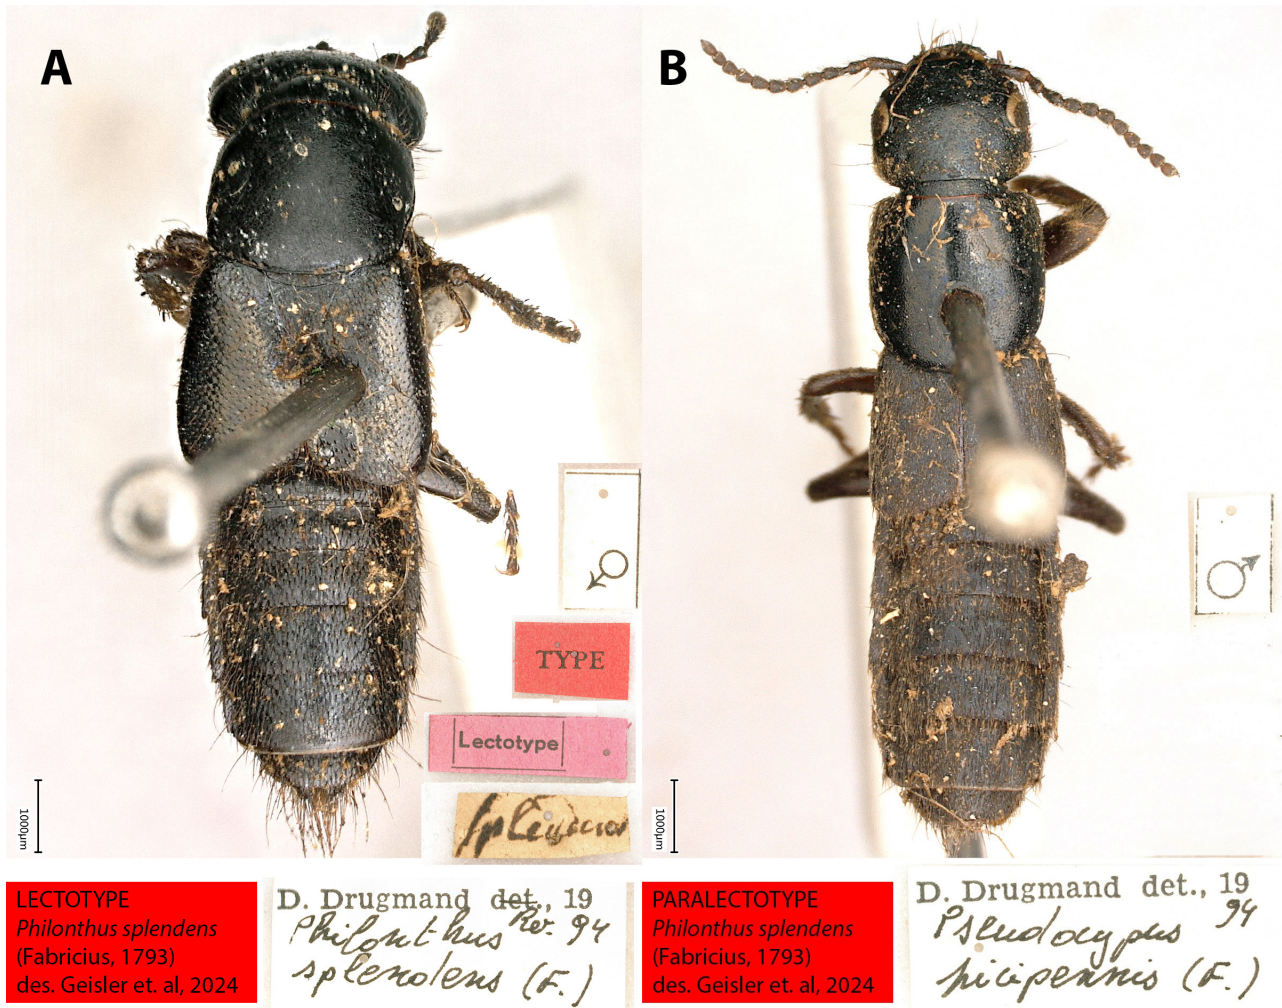 A
B
TYPE
Lectotype
splendens
1000µm
1000µm
LECTOTYPE
Philonthus splendens
(Fabricius, 1793)
des. Geisler et. al, 2024
D. Drugmand det., 19
Rev. 94
Philonthus
splendens (F.)
PARALECTOTYPE
Philonthus splendens
(Fabricius, 1793)
des. Geisler et. al, 2024
D. Drugmand det., 19
94
Pseudocypus
picipennis (F.)